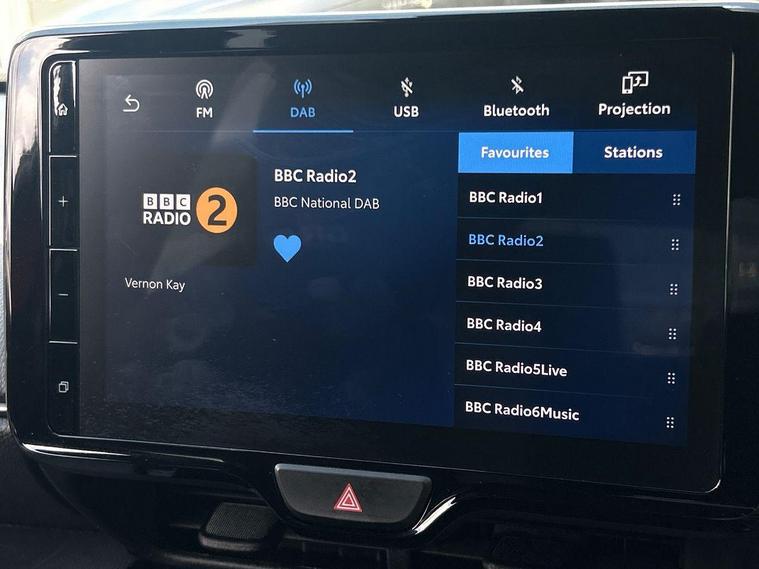 FM
DAB
USB
Bluetooth
Projection
Favourites
Stations
BBC
RADIO 2
BBC Radio2
BBC National DAB
Vernon Kay
BBC Radio1
BBC Radio2
BBC Radio3
BBC Radio4
BBC Radio5Live
BBC Radio6Music